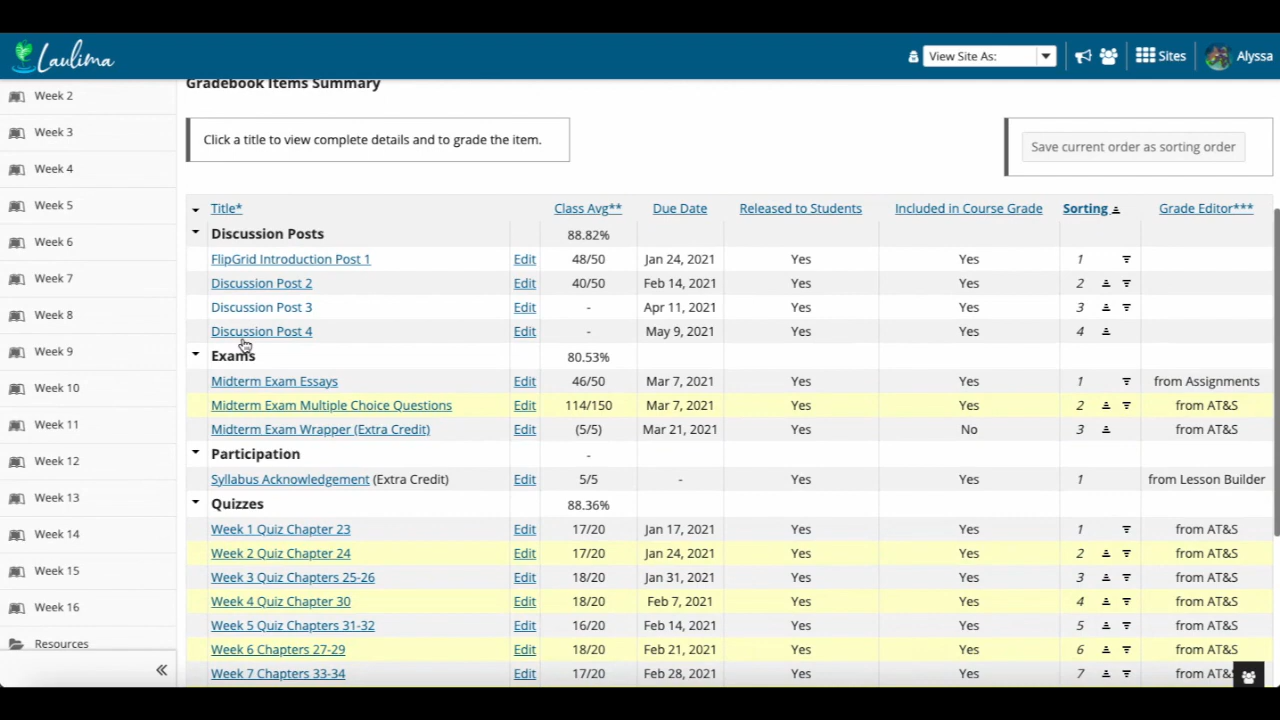 Laulima
View Site As:
Sites
Alyssa
Week 2
Week 3
Week 4
Week 5
Week 6
Week 7
Week 8
Week 9
Week 10
Week 11
Week 12
Week 13
Week 14
Week 15
Week 16
Resources
Gradebook Items Summary
Click a title to view complete details and to grade the item.
Save current order as sorting order
Title* Class Avg** Due Date Released to Students Included in Course Grade Sorting Grade Editor***
Discussion Posts 88.82%
FlipGrid Introduction Post 1 Edit 48/50 Jan 24, 2021 Yes Yes 1
Discussion Post 2 Edit 40/50 Feb 14, 2021 Yes Yes 2
Discussion Post 3 Edit - Apr 11, 2021 Yes Yes 3
Discussion Post 4 Edit - May 9, 2021 Yes Yes 4
Exams 80.53%
Midterm Exam Essays Edit 46/50 Mar 7, 2021 Yes Yes 1 from Assignments
Midterm Exam Multiple Choice Questions Edit 114/150 Mar 7, 2021 Yes Yes 2 from AT&S
Midterm Exam Wrapper (Extra Credit) Edit (5/5) Mar 21, 2021 Yes No 3 from AT&S
Participation -
Syllabus Acknowledgement (Extra Credit) Edit 5/5 - Yes Yes 1 from Lesson Builder
Quizzes 88.36%
Week 1 Quiz Chapter 23 Edit 17/20 Jan 17, 2021 Yes Yes 1 from AT&S
Week 2 Quiz Chapter 24 Edit 17/20 Jan 24, 2021 Yes Yes 2 from AT&S
Week 3 Quiz Chapters 25-26 Edit 18/20 Jan 31, 2021 Yes Yes 3 from AT&S
Week 4 Quiz Chapter 30 Edit 18/20 Feb 7, 2021 Yes Yes 4 from AT&S
Week 5 Quiz Chapters 31-32 Edit 16/20 Feb 14, 2021 Yes Yes 5 from AT&S
Week 6 Chapters 27-29 Edit 18/20 Feb 21, 2021 Yes Yes 6 from AT&S
Week 7 Chapters 33-34 Edit 17/20 Feb 28, 2021 Yes Yes 7 from AT&S